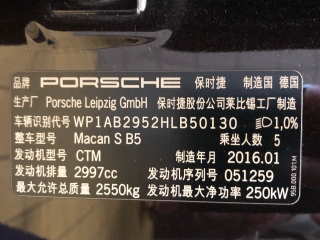 品牌 PORSCHE 保时捷 制造国 德国
生产厂 Porsche Leipzig GmbH 保时捷股份公司莱比锡工厂制造
车辆识别代号 WP1AB2952HLB50130 1,0%
整车型号 Macan S B5 乘坐人数 5
发动机型号 CTM 制造年月 2016.01
发动机排量 2997cc 发动机序列号 051259
最大允许总质量 2550kg 发动机最大净功率 250kW